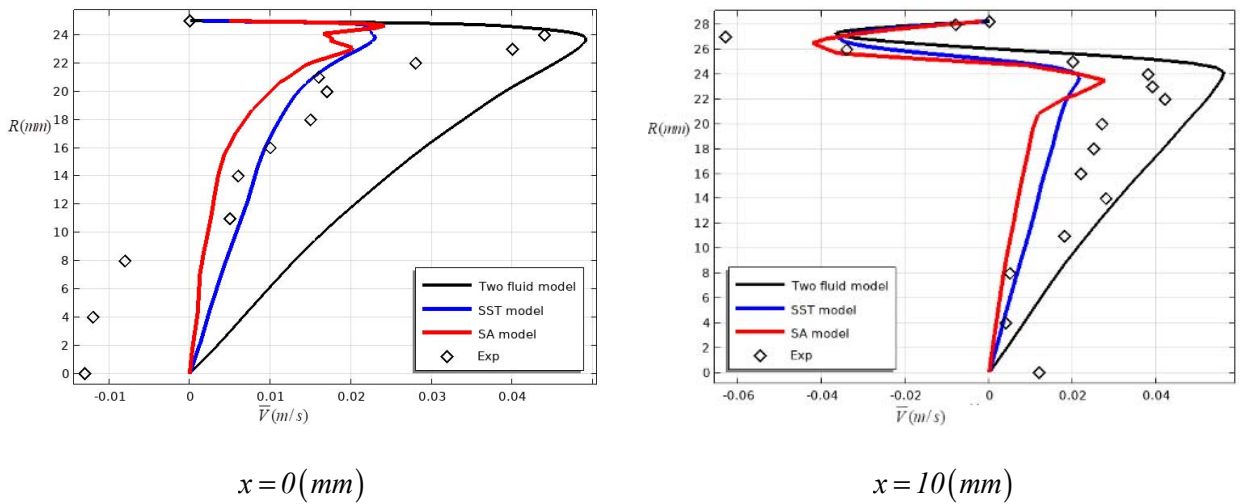 24
22
20
18
16
14
12
10
8
6
4
2
0
R(mm)
-0.01
0
0.01
0.02
0.03
0.04
V̅(m/s)
Two fluid model
SST model
SA model
Exp
x = 0(mm)
28
26
24
22
20
18
16
14
12
10
8
6
4
2
0
R(mm)
-0.06
-0.04
-0.02
0
0.02
0.04
V̅(m/s)
Two fluid model
SST model
SA model
Exp
x = 10(mm)